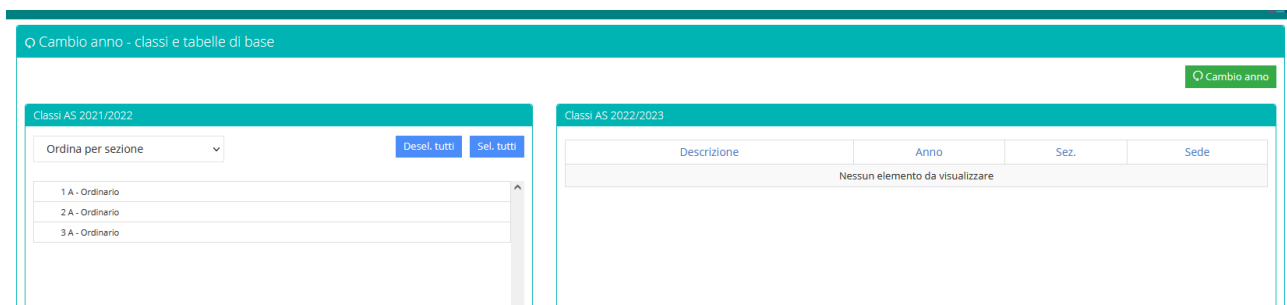 Cambio anno - classi e tabelle di base
Cambio anno
Classi AS 2021/2022
Ordina per sezione
Desel. tutti
Sel. tutti
1 A - Ordinario
2 A - Ordinario
3 A - Ordinario
Classi AS 2022/2023
Descrizione Anno Sez. Sede
Nessun elemento da visualizzare